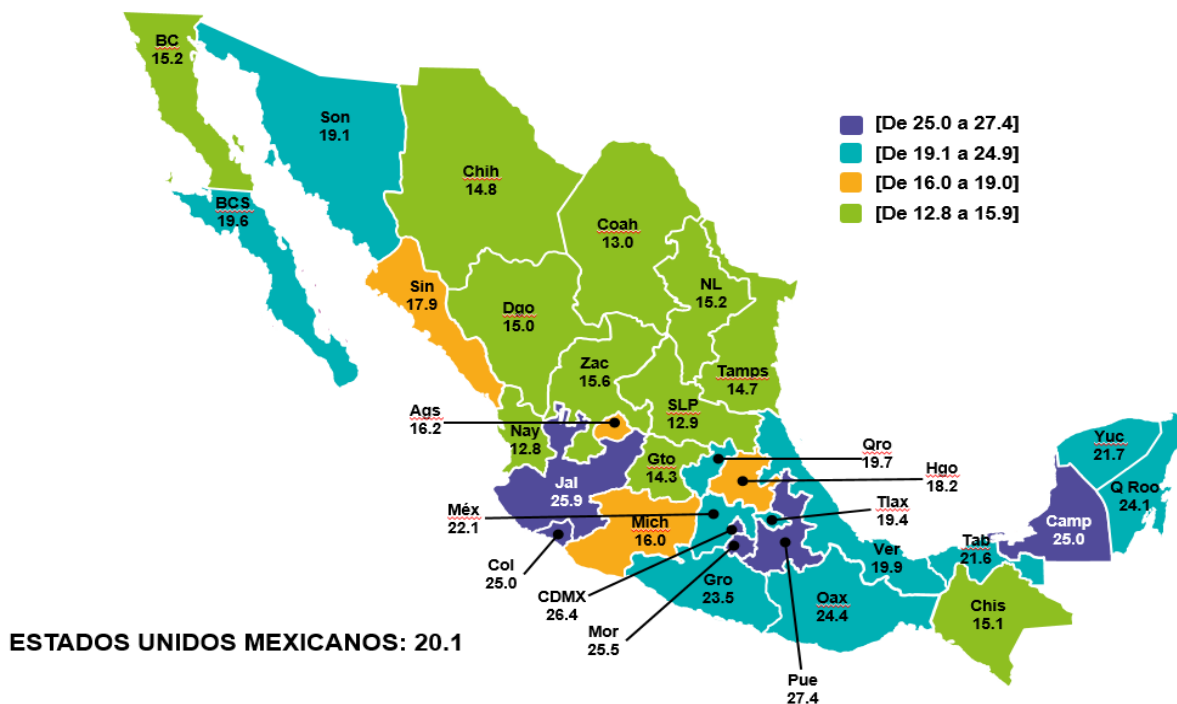 BC
15.2
Son
19.1
[De 25.0 a 27.4]
[De 19.1 a 24.9]
[De 16.0 a 19.0]
[De 12.8 a 15.9]
Chih
14.8
BCS
19.6
Coah
13.0
Sin
17.9
NL
15.2
Dgo
15.0
Zac
15.6
Tamps
14.7
Ags
16.2
SLP
12.9
Nay
12.8
Gto
14.3
Qro
19.7
Hgo
18.2
Yuc
21.7
Q Roo
24.1
Jal
25.9
Méx
22.1
Mich
16.0
Tlax
19.4
Camp
25.0
Col
25.0
CDMX
26.4
Gro
23.5
Ver
19.9
Tab
21.6
Oax
24.4
Chis
15.1
Mor
25.5
Pue
27.4
ESTADOS UNIDOS MEXICANOS: 20.1